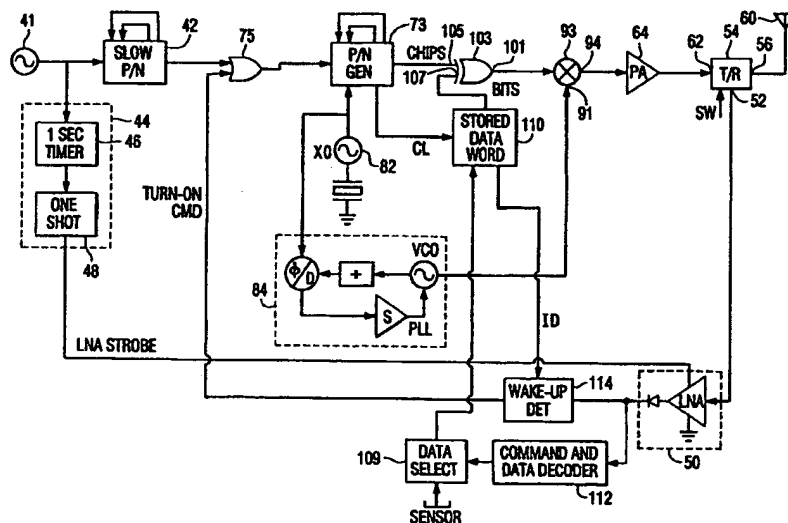 41
SLOW
P/N
42
75
P/N
GEN
73
CHIPS
105
107
103
101
BITS
93
94
91
64
PA
62
54
T/R
56
60
52
SW
44
1 SEC
TIMER
46
ONE
SHOT
48
TURN-ON
CMD
XO
82
CL
STORED
DATA
WORD
110
84
Φ/D
÷
VCO
S
PLL
ID
LNA STROBE
WAKE-UP
DET
114
LNA
50
109
DATA
SELECT
COMMAND AND
DATA DECODER
112
SENSOR